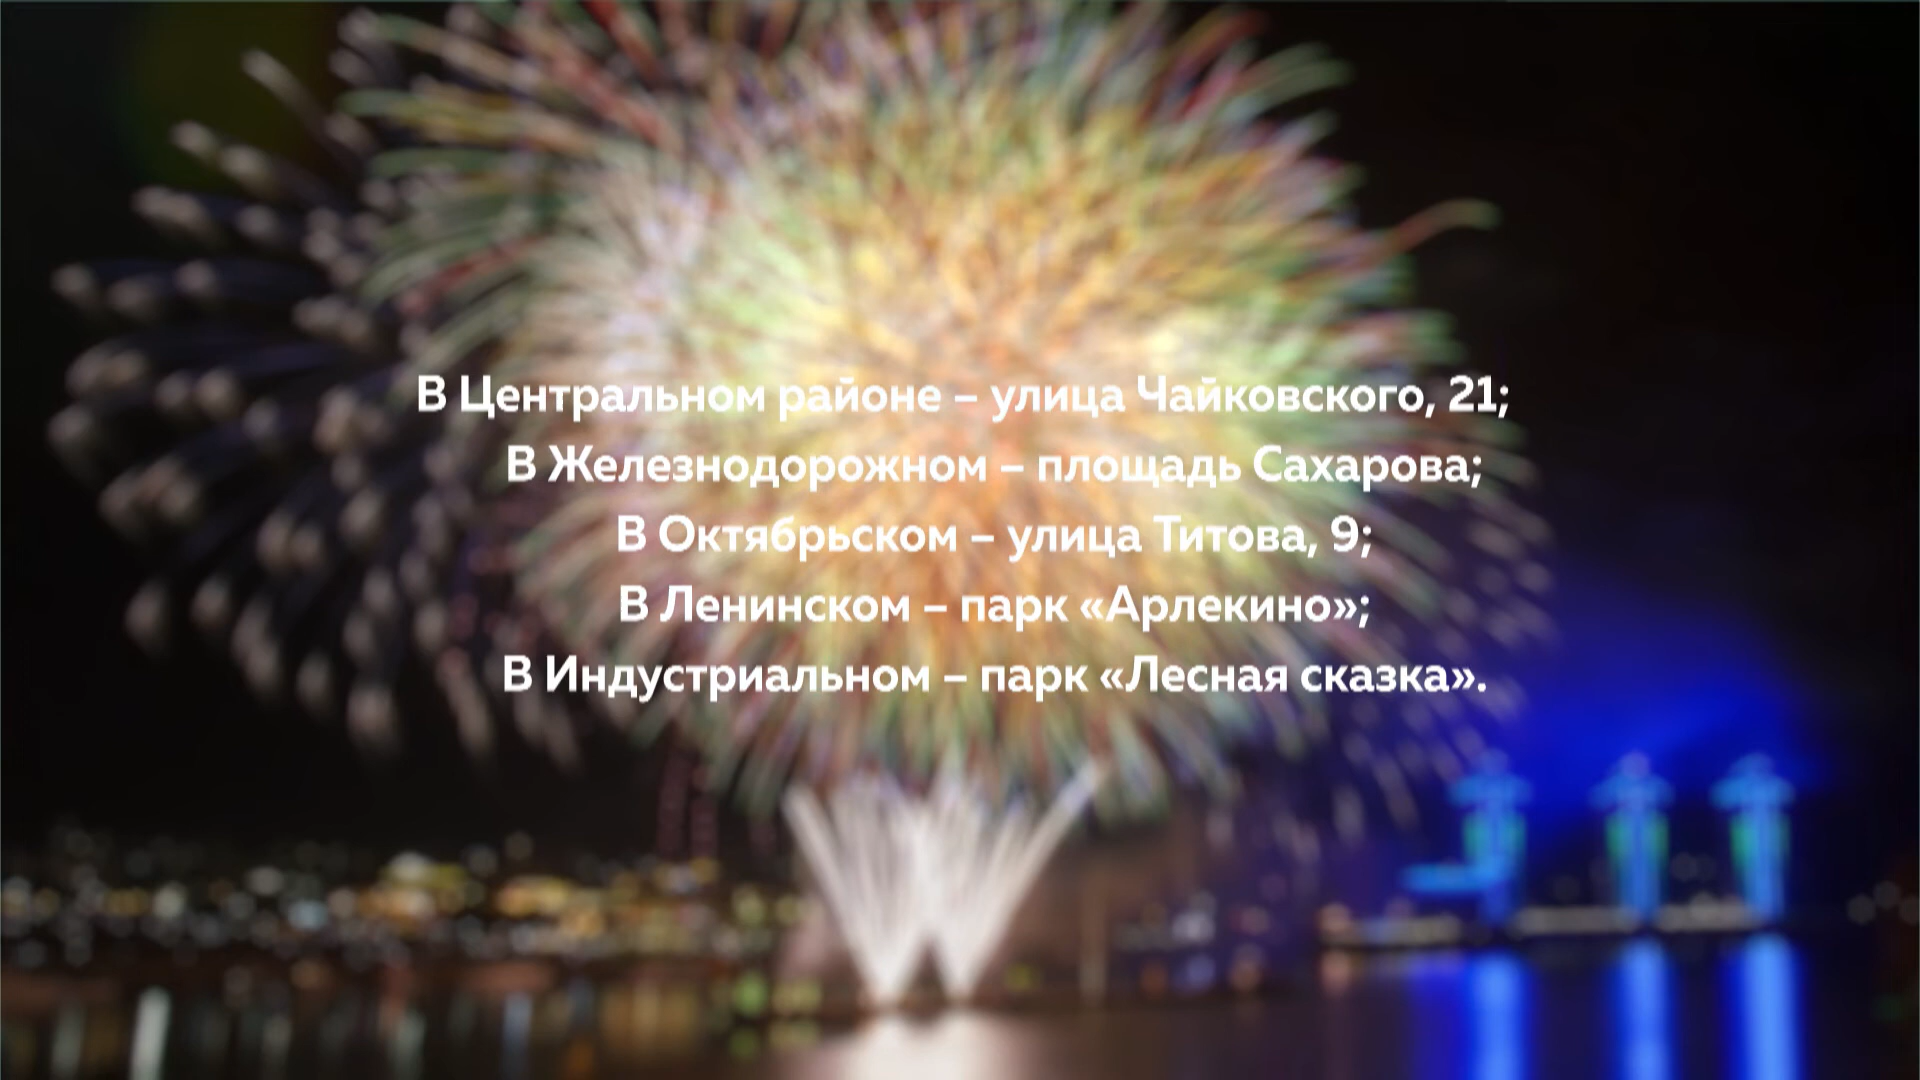 В Центральном районе – улица Чайковского, 21;
В Железнодорожном – площадь Сахарова;
В Октябрьском – улица Титова, 9;
В Ленинском – парк «Арлекино»;
В Индустриальном – парк «Лесная сказка».